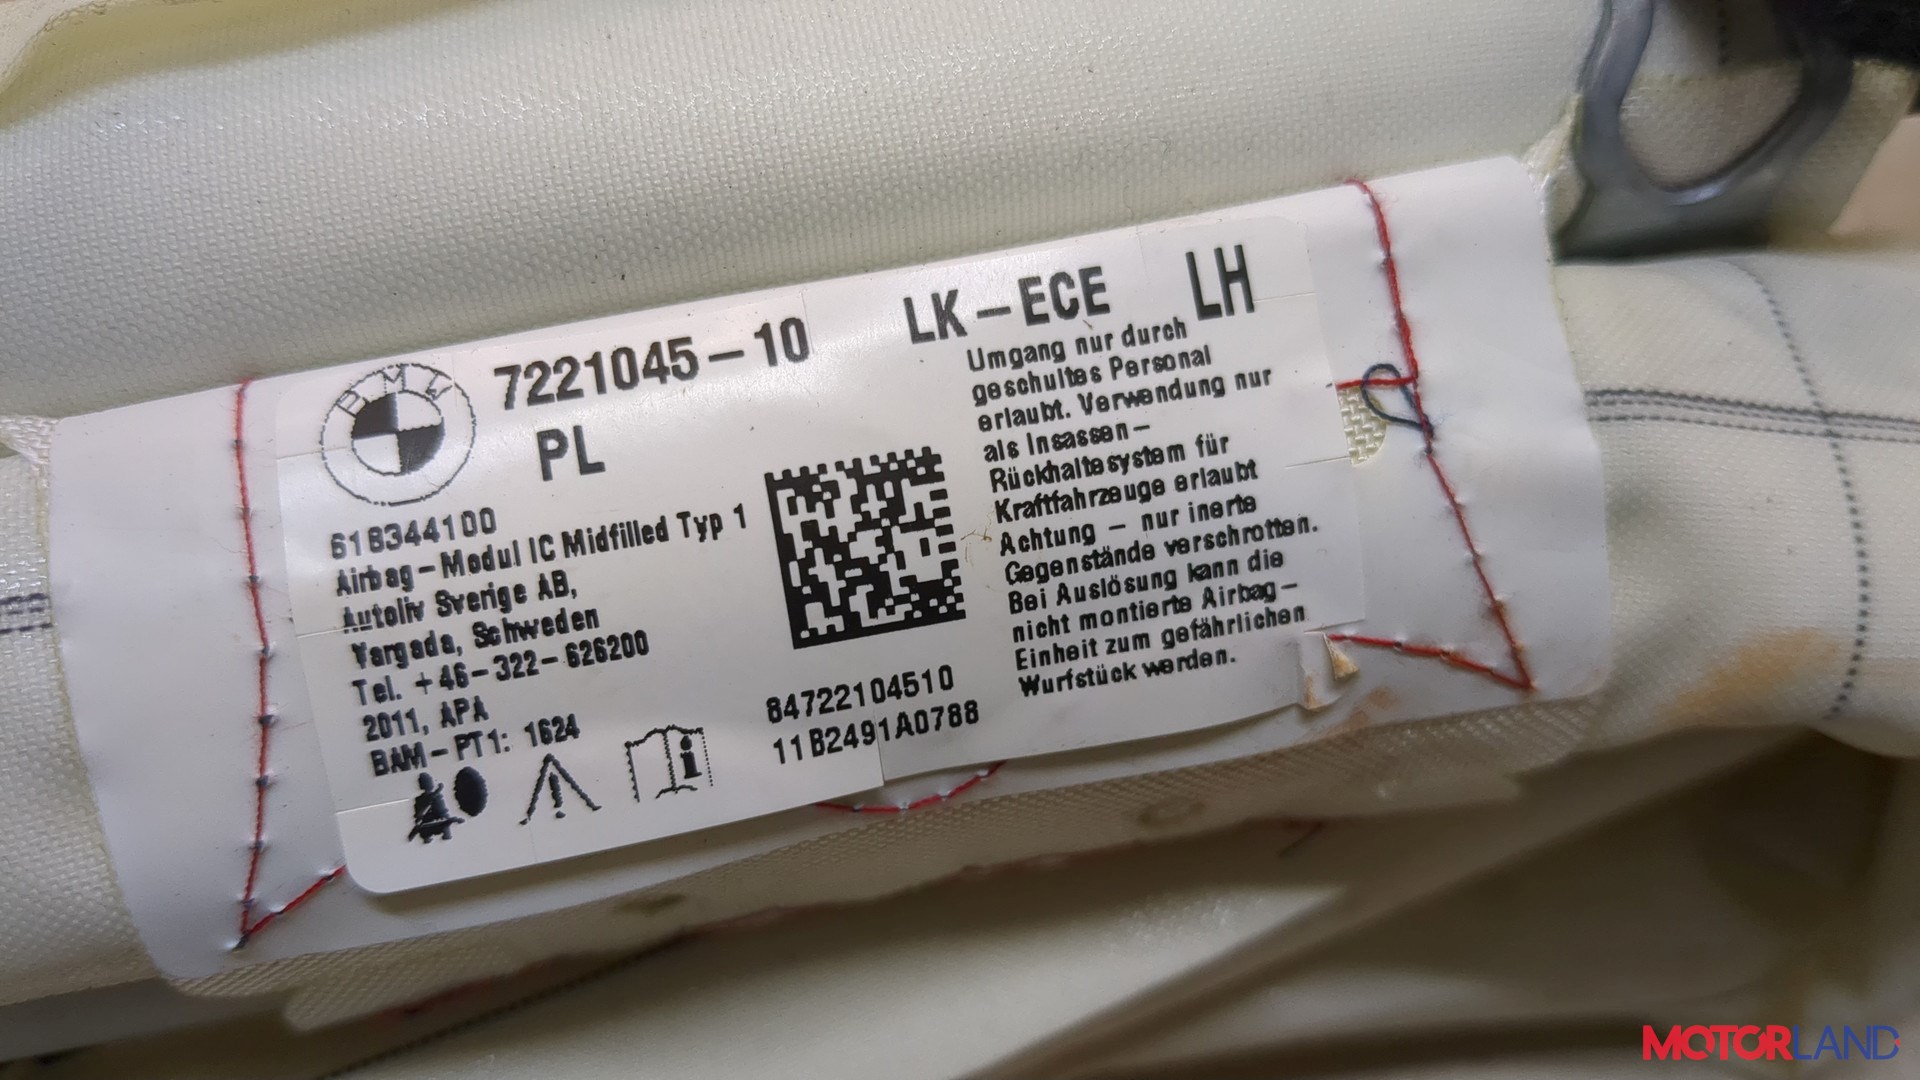 BMW
7221045-10
PL
LK-ECE
LH
618344100
Airbag-Modul IC Midfilled Typ 1
Autoliv Sverige AB,
Vargada, Schweden
Tel. +46-322-626200
2011, APA
BAM-PT1: 1624
84722104510
11B2491A0788
Umgang nur durch
geschultes Personal
erlaubt. Verwendung nur
als Insassen-
Rückhaltesystem für
Kraftfahrzeuge erlaubt
Achtung - nur inerte
Gegenstände verschrotten.
Bei Auslösung kann die
nicht montierte Airbag-
Einheit zum gefährlichen
Wurfstück werden.
MOTORLAND